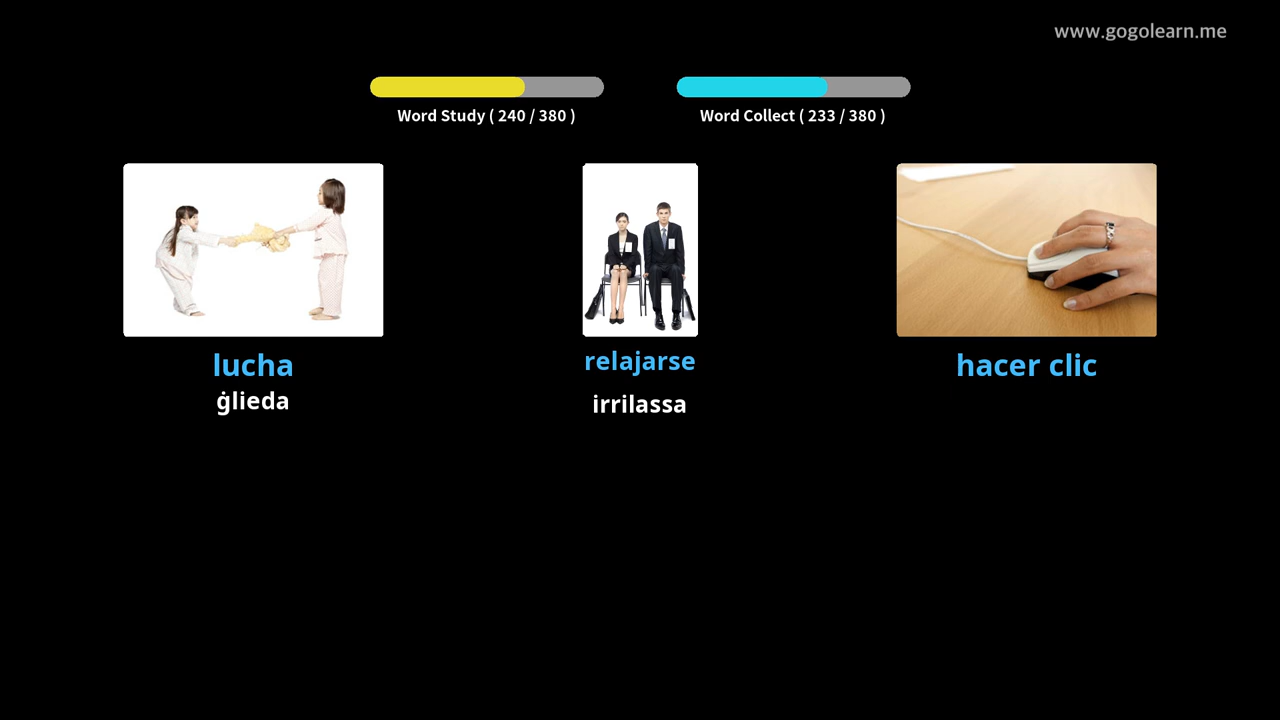 www.gogolearn.me
Word Study ( 240 / 380 )
Word Collect ( 233 / 380 )
lucha
ġlieda
relajarse
irrilassa
hacer clic